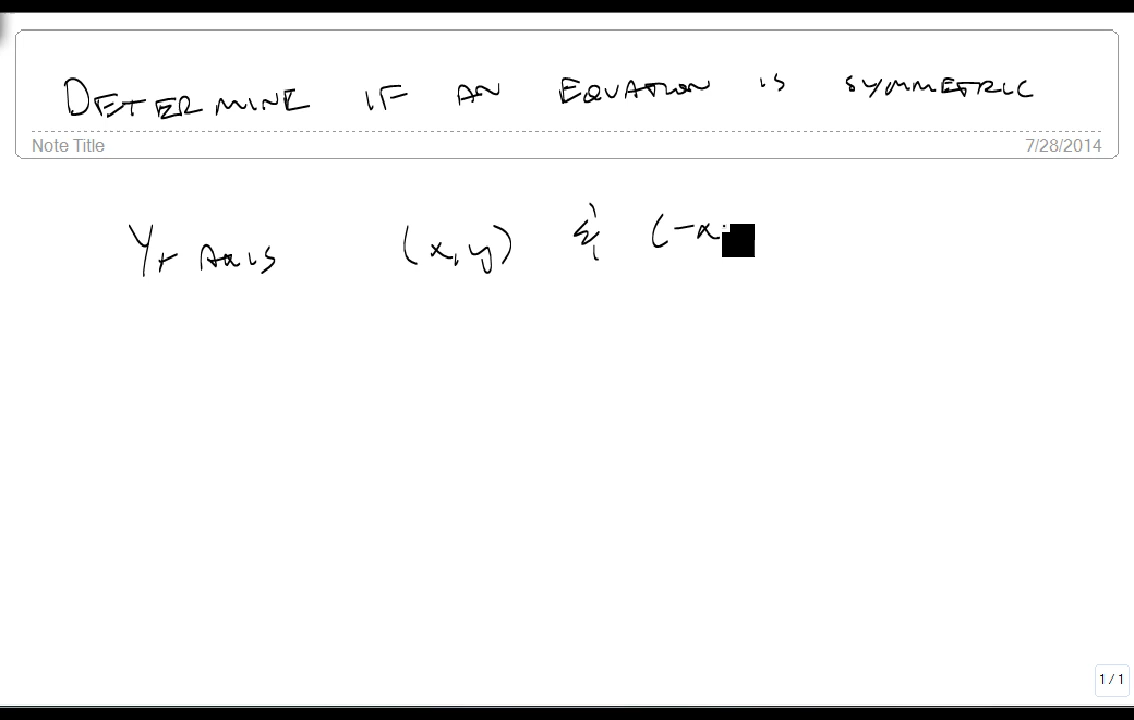 DETERMINE IF AN EQUATION IS SYMMETRIC
Note Title 7/28/2014
Y- AXIS (x, y) & (-x
1 / 1